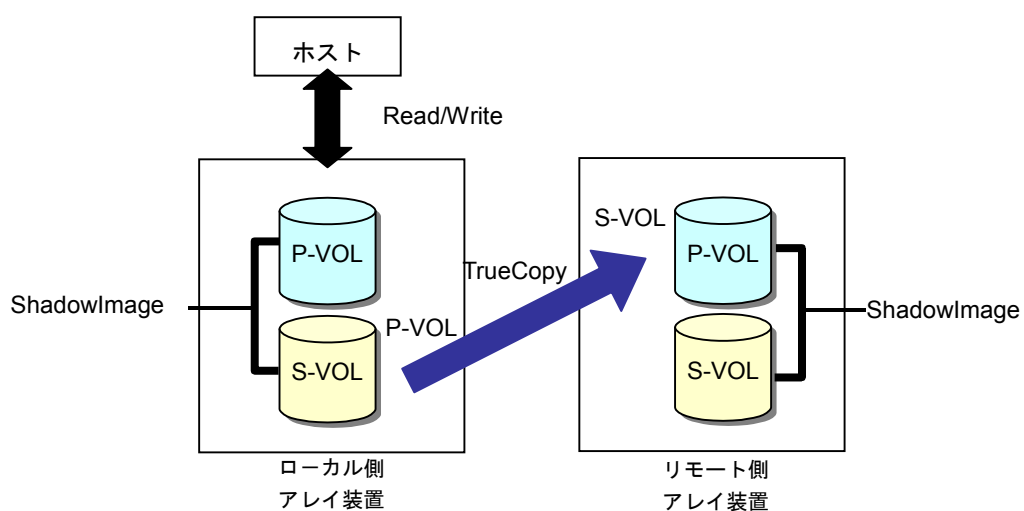 ホスト
Read/Write
S-VOL
P-VOL
P-VOL
TrueCopy
ShadowImage
ShadowImage
P-VOL
S-VOL
S-VOL
ローカル側
アレイ装置
リモート側
アレイ装置